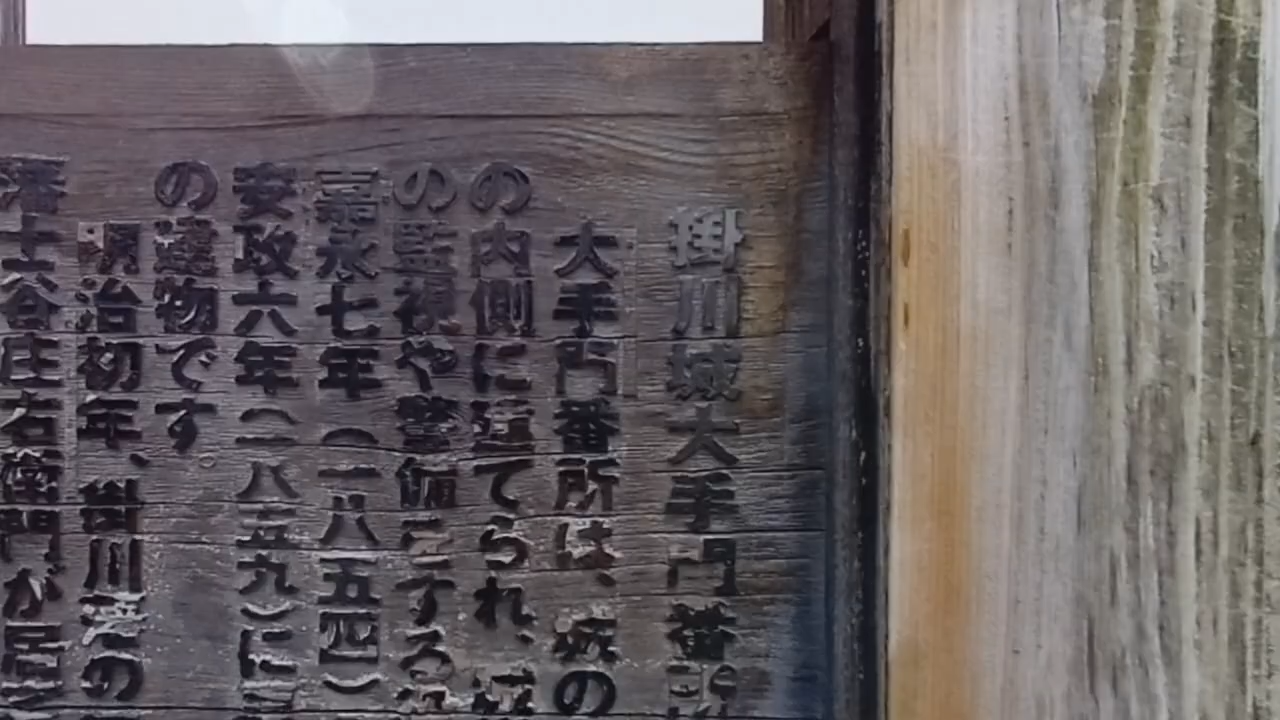 掛川城大手門番所
大手門番所は、城の
の内側に建てられ、城
の監視や警備をする
嘉永七年(一八五四)
安政六年(一八五九)に
の建物です。
明治初年、掛川藩の
藩士谷庄右衛門が居